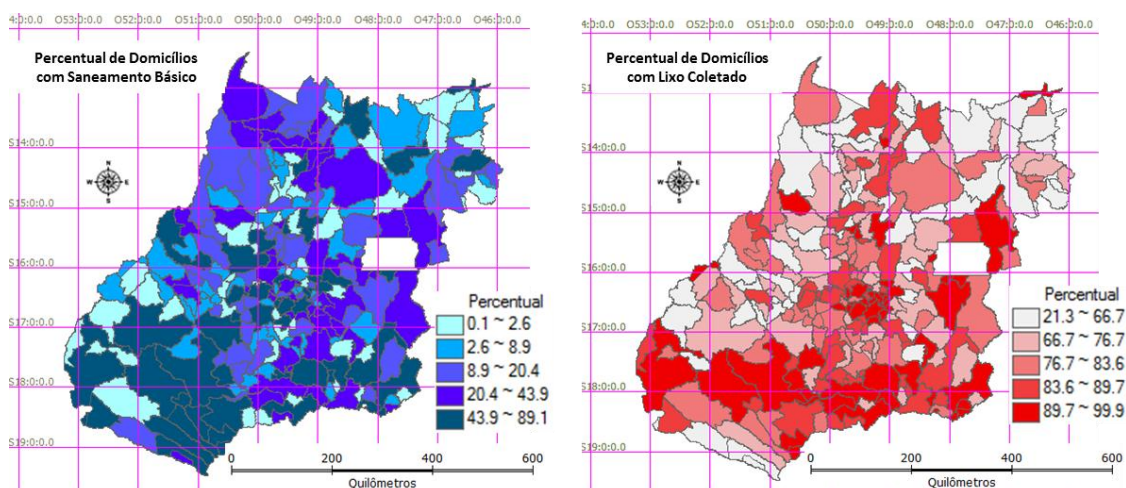 4:0:0.0 O53:0:0.0 O52:0:0.0 O51:0:0.0 O50:0:0.0 O49:0:0.0 O48:0:0.0 O47:0:0.0 O46:0:0.0
Percentual de Domicílios
com Saneamento Básico
S14:0:0.0
N
W E
S
S15:0:0.0
S16:0:0.0
S17:0:0.0
S18:0:0.0
S19:0:0.0
Percentual
0.1 ~ 2.6
2.6 ~ 8.9
8.9 ~ 20.4
20.4 ~ 43.9
43.9 ~ 89.1
0 200 400 600
Quilômetros
4:0:0.0 O53:0:0.0 O52:0:0.0 O51:0:0.0 O50:0:0.0 O49:0:0.0 O48:0:0.0 O47:0:0.0 O46:0:0.0
Percentual de Domicílios
com Lixo Coletado
S1
S14:0:0.0
N
W E
S
S15:0:0.0
S16:0:0.0
S17:0:0.0
S18:0:0.0
S19:0:0.0
Percentual
21.3 ~ 66.7
66.7 ~ 76.7
76.7 ~ 83.6
83.6 ~ 89.7
89.7 ~ 99.9
0 200 400 600
Quilômetros